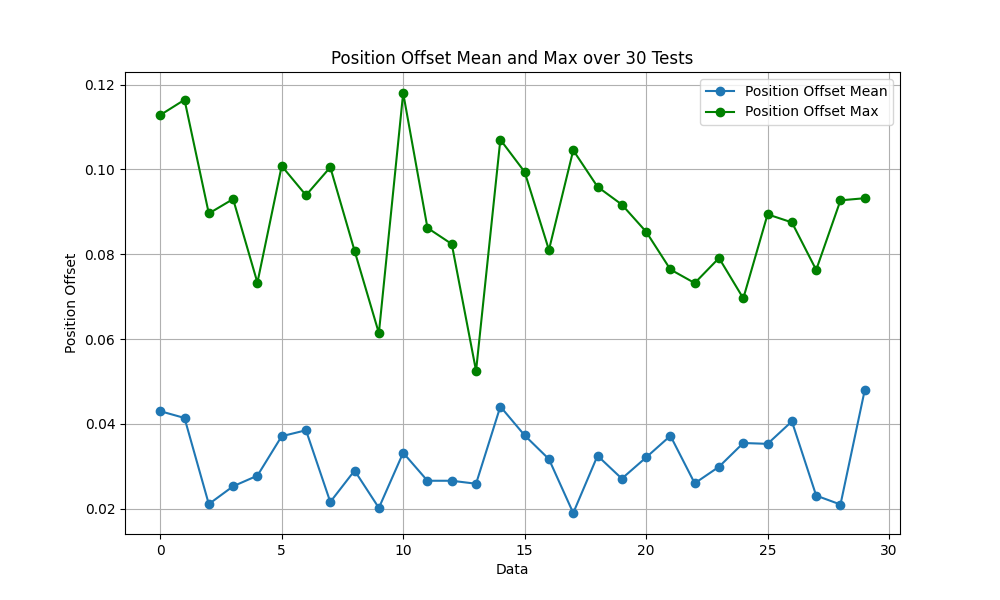 Position Offset Mean and Max over 30 Tests
Position Offset Mean
Position Offset Max
0.12
0.10
0.08
0.06
0.04
0.02
Position Offset
0
5
10
15
20
25
30
Data